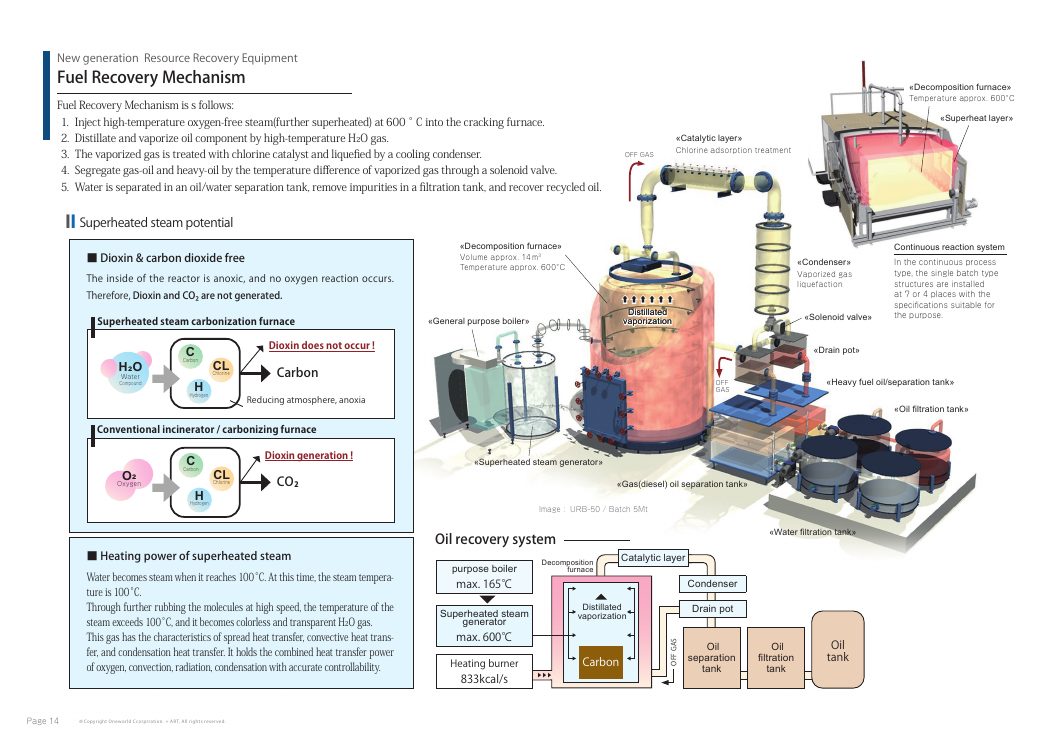 New generation  Resource Recovery Equipment
Fuel Recovery Mechanism
Fuel Recovery Mechanism is s follows:
1. Inject high-temperature oxygen-free steam(further superheated) at 600 ˚ C into the cracking furnace.
2. Distillate and vaporize oil component by high-temperature H₂O gas.
3. The vaporized gas is treated with chlorine catalyst and liquefied by a cooling condenser.
4. Segregate gas-oil and heavy-oil by the temperature difference of vaporized gas through a solenoid valve.
5. Water is separated in an oil/water separation tank, remove impurities in a filtration tank, and recover recycled oil.
Superheated steam potential
■ Dioxin & carbon dioxide free
The inside of the reactor is anoxic, and no oxygen reaction occurs.
Therefore, Dioxin and CO₂ are not generated.
Superheated steam carbonization furnace
H₂O
Water
Compound
C
Carbon
CL
Chlorine
H
Hydrogen
Dioxin does not occur !
Carbon
Reducing atmosphere, anoxia
Conventional incinerator / carbonizing furnace
O₂
Oxygen
C
Carbon
CL
Chlorine
H
Hydrogen
Dioxin generation !
CO₂
■ Heating power of superheated steam
Water becomes steam when it reaches 100˚C. At this time, the steam tempera-
ture is 100˚C.
Through further rubbing the molecules at high speed, the temperature of the
steam exceeds 100˚C, and it becomes colorless and transparent H₂O gas.
This gas has the characteristics of spread heat transfer, convective heat trans-
fer, and condensation heat transfer. It holds the combined heat transfer power
of oxygen, convection, radiation, condensation with accurate controllability.
«Decomposition furnace»
Temperature approx. 600˚C
«Superheat layer»
«Catalytic layer»
Chlorine adsorption treatment
OFF GAS
«Decomposition furnace»
Volume approx. 14m³
Temperature approx. 600˚C
Distillated
vaporization
«Condenser»
Vaporized gas
liquefaction
Continuous reaction system
In the continuous process
type, the single batch type
structures are installed
at ? or 4 places with the
specifications suitable for
the purpose.
«General purpose boiler»
«Solenoid valve»
«Drain pot»
OFF
GAS
«Heavy fuel oil/separation tank»
«Oil filtration tank»
«Superheated steam generator»
«Gas(diesel) oil separation tank»
Image : URB-50 / Batch 5Mt
«Water filtration tank»
Oil recovery system
purpose boiler
max. 165˚C
Superheated steam
generator
max. 600˚C
Heating burner
833kcal/s
Decomposition
furnace
Distillated
vaporization
Carbon
Catalytic layer
Condenser
Drain pot
OFF GAS
Oil
separation
tank
Oil
filtration
tank
Oil
tank
Page 14
© Copyright Oneworld Ccorporation. + ART. All rights reserved.